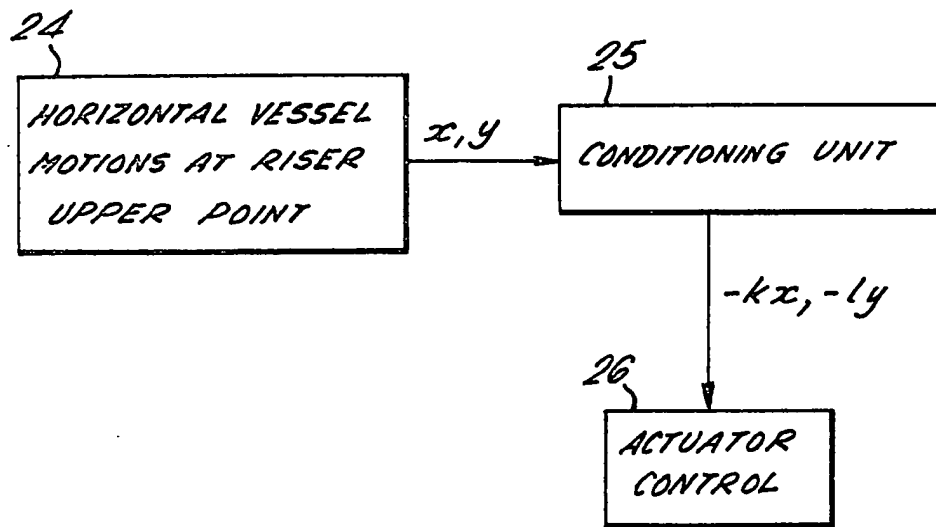 24
HORIZONTAL VESSEL
MOTIONS AT RISER
UPPER POINT
x, y
25
CONDITIONING UNIT
-kx, -ly
26
ACTUATOR
CONTROL